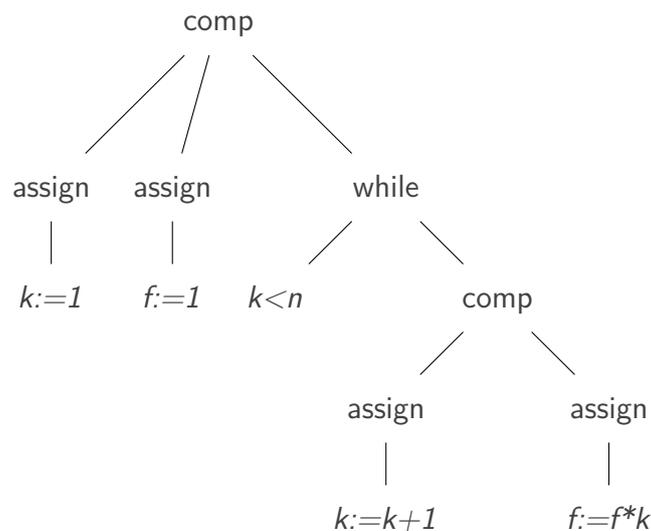 comp
assign assign while
k:=1 f:=1 k<n comp
assign assign
k:=k+1 f:=f*k